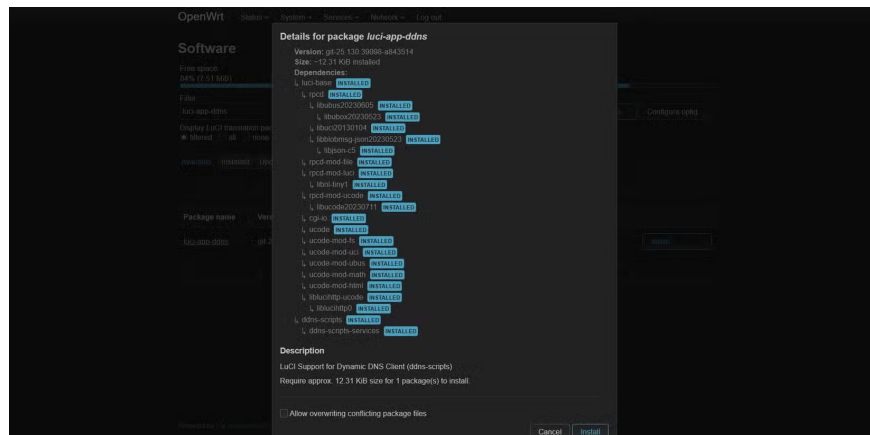 OpenWrt Status System Services Network Log out
Software
Free space:
84% (7.51 MiB)
Filter
luci-app-ddns
Configure opkg
Display LuCI translation
filtered all none
Available Installed
Package name
luci-app-ddns
Details for package luci-app-ddns
Version: git-25.130.39098-a843514
Size: ~12.31 KiB installed
Dependencies:
↳ luci-base INSTALLED
↳ rpcd INSTALLED
↳ libubus20230605 INSTALLED
↳ libubox20230523 INSTALLED
↳ libuci20130104 INSTALLED
↳ libblobmsg-json20230523 INSTALLED
↳ libjson-c5 INSTALLED
↳ rpcd-mod-file INSTALLED
↳ rpcd-mod-luci INSTALLED
↳ libnl-tiny1 INSTALLED
↳ rpcd-mod-ucode INSTALLED
↳ libucode20230711 INSTALLED
↳ cgi-io INSTALLED
↳ ucode INSTALLED
↳ ucode-mod-fs INSTALLED
↳ ucode-mod-uci INSTALLED
↳ ucode-mod-ubus INSTALLED
↳ ucode-mod-math INSTALLED
↳ ucode-mod-html INSTALLED
↳ liblucihttp-ucode INSTALLED
↳ liblucihttp0 INSTALLED
↳ ddns-scripts INSTALLED
↳ ddns-scripts-services INSTALLED
Description
LuCI Support for Dynamic DNS Client (ddns-scripts)
Require approx. 12.31 KiB size for 1 package(s) to install.
Allow overwriting conflicting package files
Cancel Install